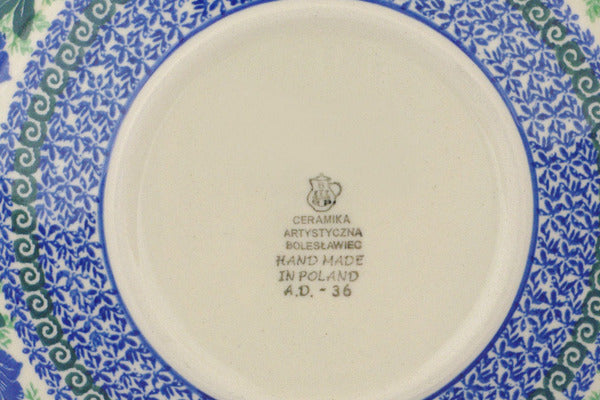 CERAMIKA
ARTYSTYCZNA
BOLESŁAWIEC
HAND MADE
IN POLAND
A.D. - 36